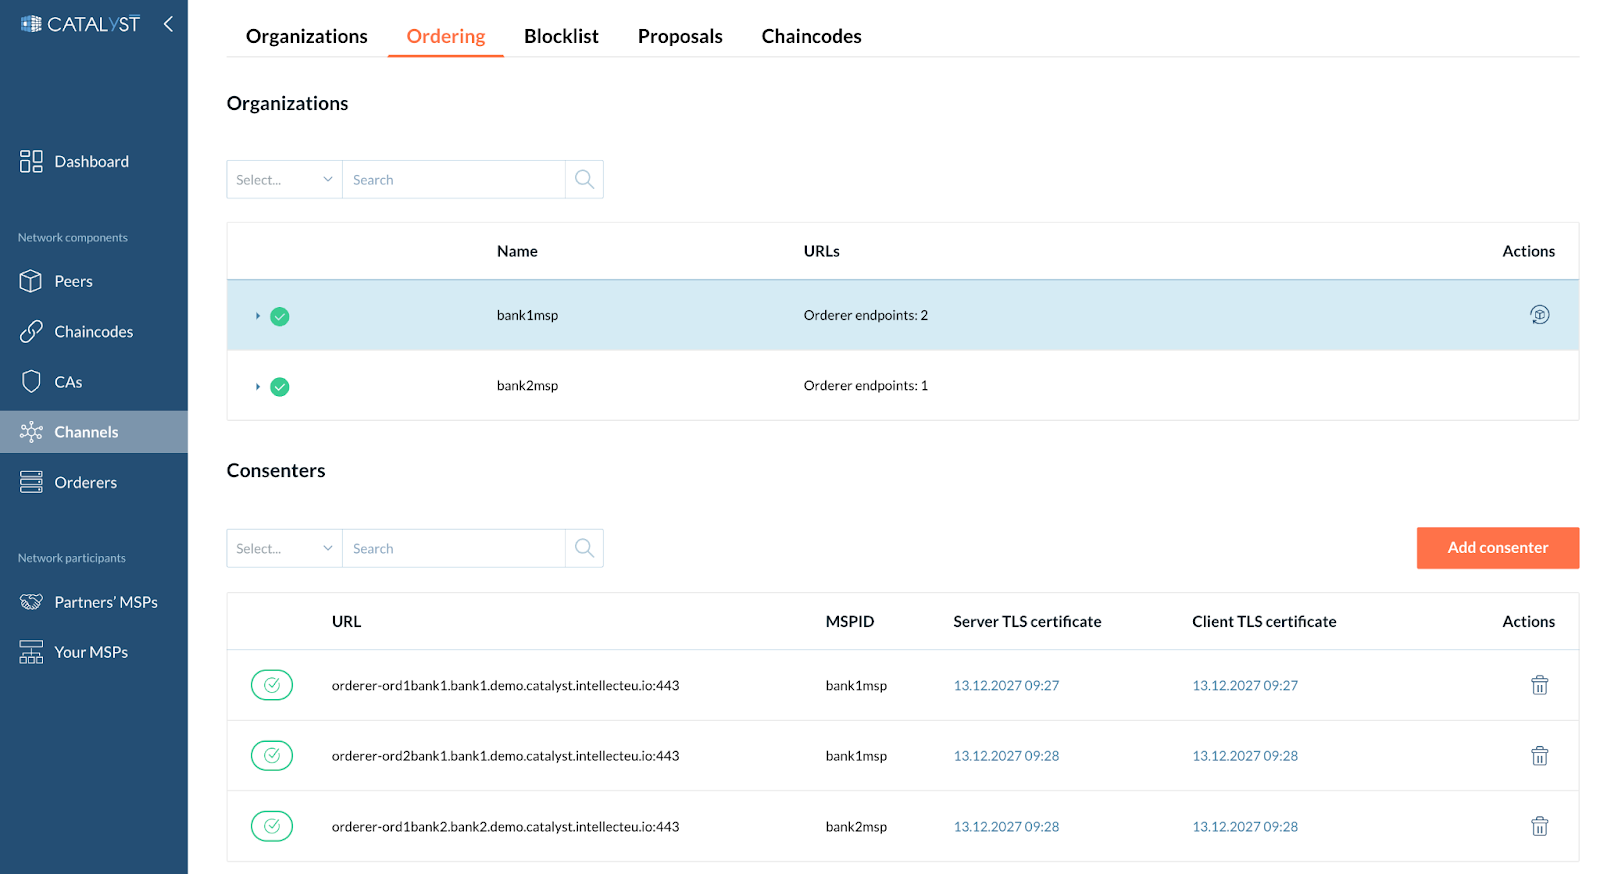 CATALYST
Dashboard
Network components
Peers
Chaincodes
CAs
Channels
Orderers
Network participants
Partners’ MSPs
Your MSPs
Organizations Ordering Blocklist Proposals Chaincodes
Organizations
Select... Search
Name URLs Actions
bank1msp Orderer endpoints: 2
bank2msp Orderer endpoints: 1
Consenters
Select... Search Add consenter
URL MSPID Server TLS certificate Client TLS certificate Actions
orderer-ord1bank1.bank1.demo.catalyst.intellecteu.io:443 bank1msp 13.12.2027 09:27 13.12.2027 09:27
orderer-ord2bank1.bank1.demo.catalyst.intellecteu.io:443 bank1msp 13.12.2027 09:28 13.12.2027 09:28
orderer-ord1bank2.bank2.demo.catalyst.intellecteu.io:443 bank2msp 13.12.2027 09:28 13.12.2027 09:28